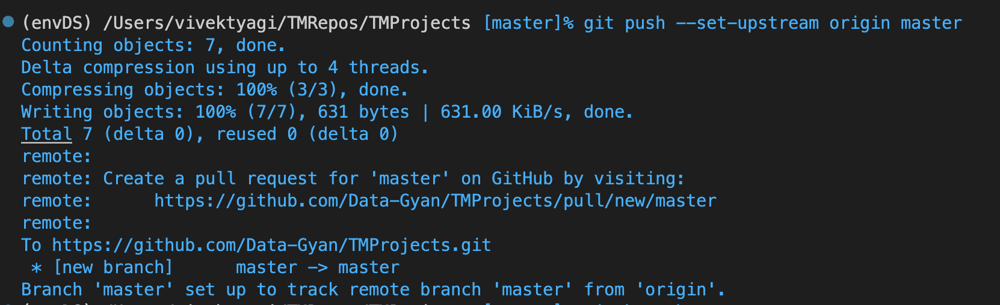 (envDS) /Users/vivektyagi/TMRepos/TMProjects [master]% git push --set-upstream origin master
Counting objects: 7, done.
Delta compression using up to 4 threads.
Compressing objects: 100% (3/3), done.
Writing objects: 100% (7/7), 631 bytes | 631.00 KiB/s, done.
Total 7 (delta 0), reused 0 (delta 0)
remote:
remote: Create a pull request for 'master' on GitHub by visiting:
remote:      https://github.com/Data-Gyan/TMProjects/pull/new/master
remote:
To https://github.com/Data-Gyan/TMProjects.git
 * [new branch]      master -> master
Branch 'master' set up to track remote branch 'master' from 'origin'.